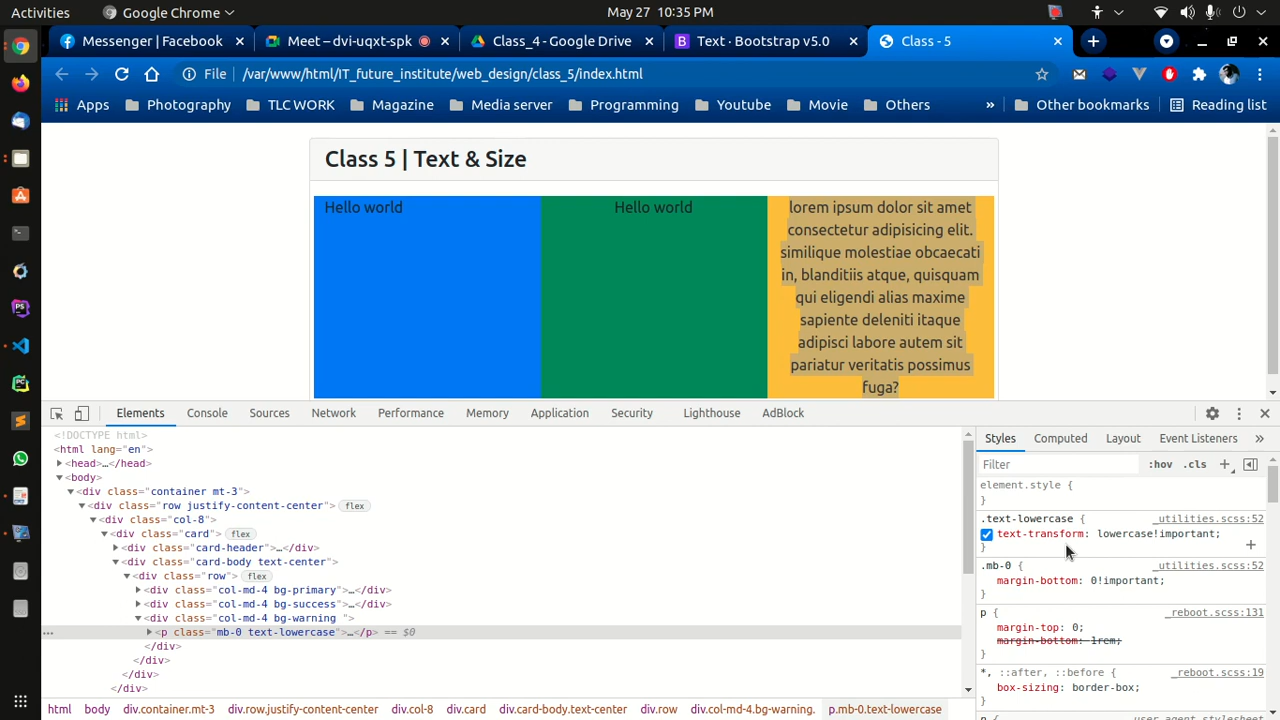 Activities
Google Chrome
May 27 10:35 PM
Messenger | Facebook
Meet – dvi-uqxt-spk
Class_4 - Google Drive
Text · Bootstrap v5.0
Class - 5
File
/var/www/html/IT_future_institute/web_design/class_5/index.html
Apps
Photography
TLC WORK
Magazine
Media server
Programming
Youtube
Movie
Others
»
Other bookmarks
Reading list
Class 5 | Text & Size
Hello world
Hello world
lorem ipsum dolor sit amet
consectetur adipisicing elit.
similique molestiae obcaecati
in, blanditiis atque, quisquam
qui eligendi alias maxime
sapiente deleniti itaque
adipisci labore autem sit
pariatur veritatis possimus
fuga?
Elements
Console
Sources
Network
Performance
Memory
Application
Security
Lighthouse
AdBlock
<!DOCTYPE html>
<html lang="en">
<head>…</head>
<body>
<div class="container mt-3">
<div class="row justify-content-center"> flex
<div class="col-8">
<div class="card"> flex
<div class="card-header">…</div>
<div class="card-body text-center">
<div class="row"> flex
<div class="col-md-4 bg-primary">…</div>
<div class="col-md-4 bg-success">…</div>
<div class="col-md-4 bg-warning ">
<p class="mb-0 text-lowercase">…</p> == $0
</div>
</div>
</div>
</div>
html
body
div.container.mt-3
div.row.justify-content-center
div.col-8
div.card
div.card-body.text-center
div.row
div.col-md-4.bg-warning.
p.mb-0.text-lowercase
Styles
Computed
Layout
Event Listeners
»
Filter
:hov
.cls
+
element.style {
}
.text-lowercase {
_utilities.scss:52
text-transform: lowercase!important;
}
.mb-0 {
_utilities.scss:52
margin-bottom: 0!important;
}
p {
_reboot.scss:131
margin-top: 0;
margin-bottom: 1rem;
}
*, ::after, ::before {
_reboot.scss:19
box-sizing: border-box;
}
user agent stylesheet